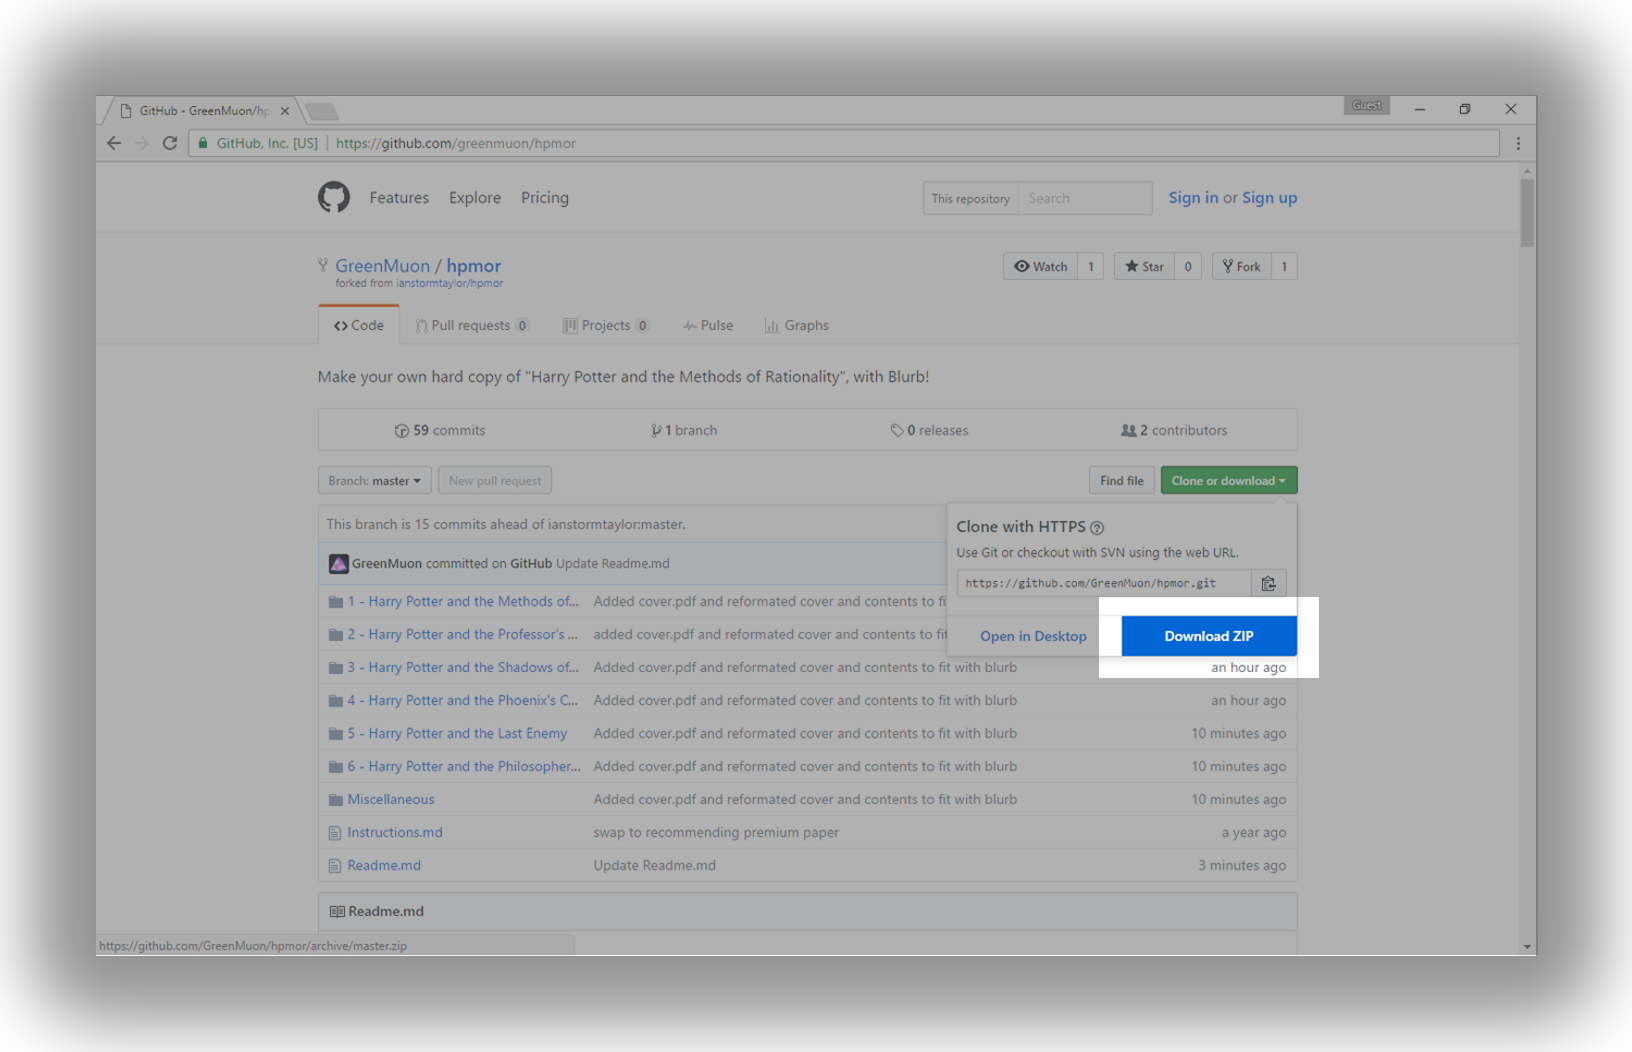 GitHub - GreenMuon/hp
Guest
GitHub, Inc. [US] | https://github.com/greenmuon/hpmor
Features Explore Pricing This repository Search Sign in or Sign up
GreenMuon / hpmor Watch 1 Star 0 Fork 1
forked from ianstormtaylor/hpmor
Code Pull requests 0 Projects 0 Pulse Graphs
Make your own hard copy of "Harry Potter and the Methods of Rationality", with Blurb!
59 commits 1 branch 0 releases 2 contributors
Branch: master New pull request Find file Clone or download
This branch is 15 commits ahead of ianstormtaylor:master.
Clone with HTTPS
Use Git or checkout with SVN using the web URL.
https://github.com/GreenMuon/hpmor.git
Open in Desktop Download ZIP
GreenMuon committed on GitHub Update Readme.md
1 - Harry Potter and the Methods of... Added cover.pdf and reformated cover and contents to fi
2 - Harry Potter and the Professor's ... added cover.pdf and reformated cover and contents to fit
3 - Harry Potter and the Shadows of... Added cover.pdf and reformated cover and contents to fit with blurb an hour ago
4 - Harry Potter and the Phoenix's C... Added cover.pdf and reformated cover and contents to fit with blurb an hour ago
5 - Harry Potter and the Last Enemy Added cover.pdf and reformated cover and contents to fit with blurb 10 minutes ago
6 - Harry Potter and the Philosopher... Added cover.pdf and reformated cover and contents to fit with blurb 10 minutes ago
Miscellaneous Added cover.pdf and reformated cover and contents to fit with blurb 10 minutes ago
Instructions.md swap to recommending premium paper a year ago
Readme.md Update Readme.md 3 minutes ago
Readme.md
https://github.com/GreenMuon/hpmor/archive/master.zip